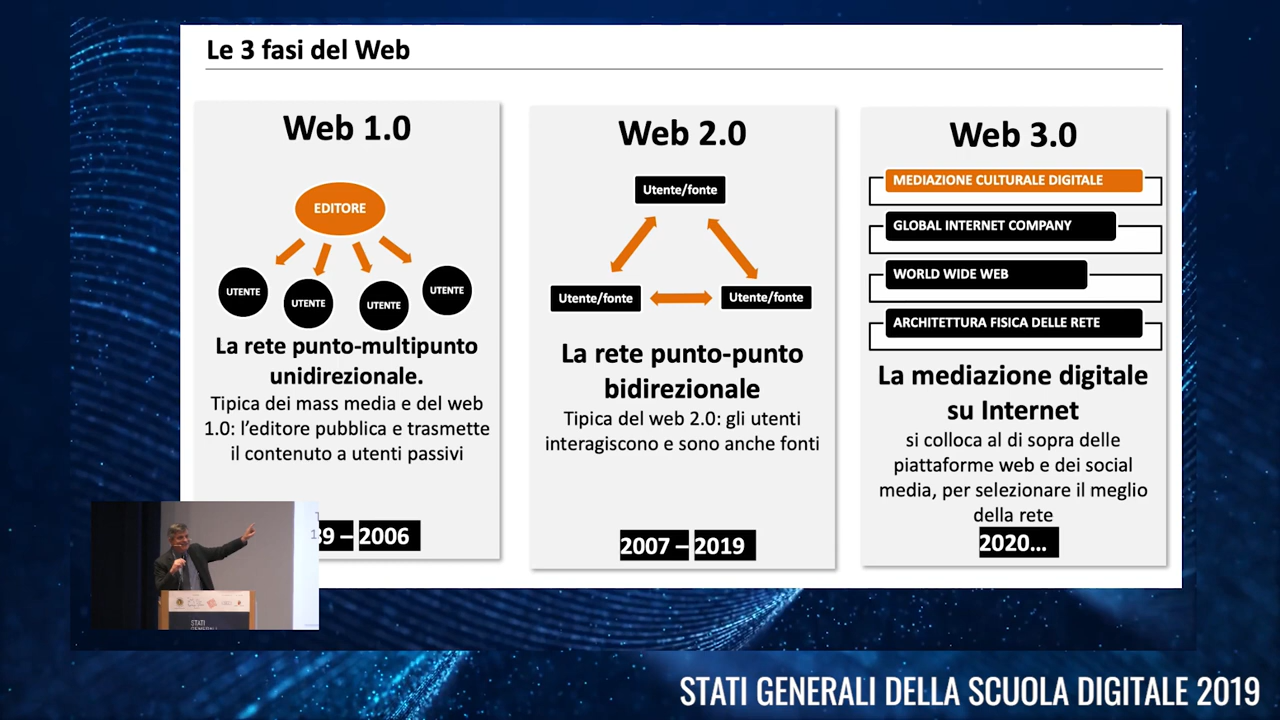 Le 3 fasi del Web
Web 1.0
EDITORE
UTENTE
UTENTE
UTENTE
UTENTE
La rete punto-multipunto
unidirezionale.
Tipica dei mass media e del web
1.0: l'editore pubblica e trasmette
il contenuto a utenti passivi
9 – 2006
Web 2.0
Utente/fonte
Utente/fonte
Utente/fonte
La rete punto-punto
bidirezionale
Tipica del web 2.0: gli utenti
interagiscono e sono anche fonti
2007 – 2019
Web 3.0
MEDIAZIONE CULTURALE DIGITALE
GLOBAL INTERNET COMPANY
WORLD WIDE WEB
ARCHITETTURA FISICA DELLE RETE
La mediazione digitale
su Internet
si colloca al di sopra delle
piattaforme web e dei social
media, per selezionare il meglio
della rete
2020...
STATI
GENERALI
STATI GENERALI DELLA SCUOLA DIGITALE 2019